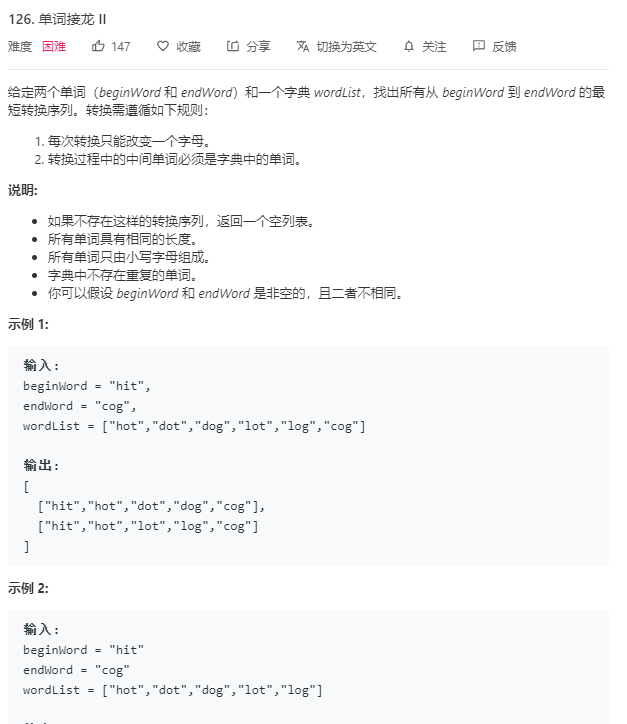 126. 单词接龙 II
难度 困难 147 收藏 分享 切换为英文 关注 反馈
给定两个单词（beginWord 和 endWord）和一个字典 wordList，找出所有从 beginWord 到 endWord 的最
短转换序列。转换需遵循如下规则：
1. 每次转换只能改变一个字母。
2. 转换过程中的中间单词必须是字典中的单词。
说明:
如果不存在这样的转换序列，返回一个空列表。
所有单词具有相同的长度。
所有单词只由小写字母组成。
字典中不存在重复的单词。
你可以假设 beginWord 和 endWord 是非空的，且二者不相同。
示例 1:
输入:
beginWord = "hit",
endWord = "cog",
wordList = ["hot","dot","dog","lot","log","cog"]
输出:
[
["hit","hot","dot","dog","cog"],
["hit","hot","lot","log","cog"]
]
示例 2:
输入:
beginWord = "hit"
endWord = "cog"
wordList = ["hot","dot","dog","lot","log"]